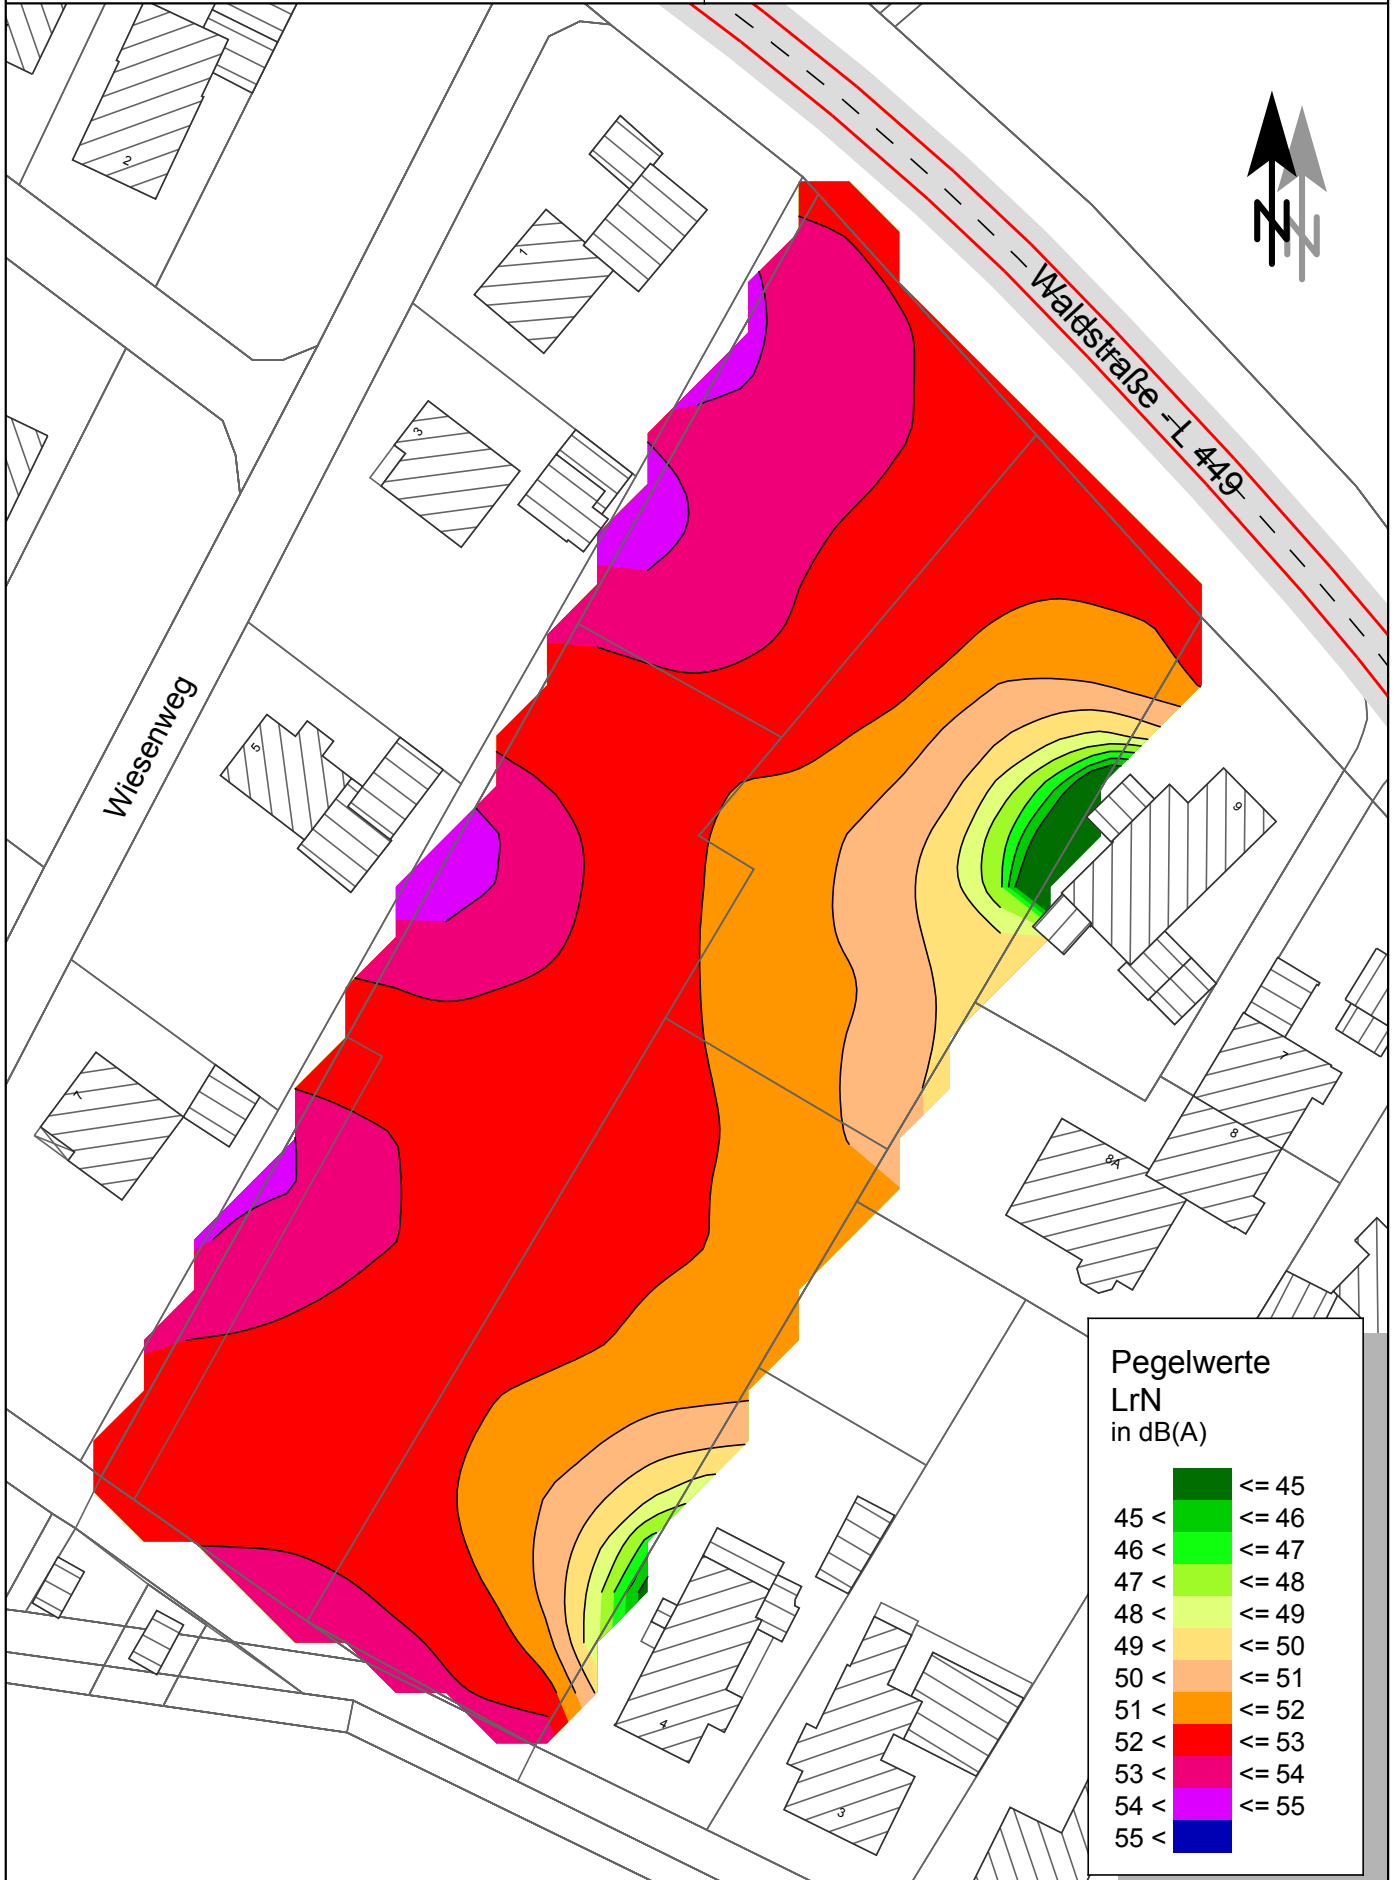 2
1
N
N
Waldstraße - L 449
3
Wiesenweg
5
9
7
7
8
8A
4
3
Pegelwerte
LrN
in dB(A)
<= 45
45 < <= 46
46 < <= 47
47 < <= 48
48 < <= 49
49 < <= 50
50 < <= 51
51 < <= 52
52 < <= 53
53 < <= 54
54 < <= 55
55 <